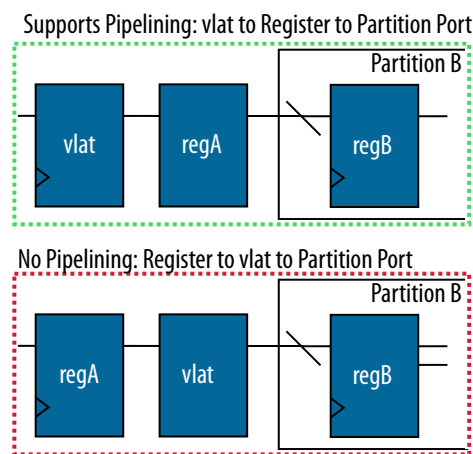 Supports Pipelining: vlat to Register to Partition Port
Partition B
vlat
regA
regB
No Pipelining: Register to vlat to Partition Port
Partition B
regA
vlat
regB